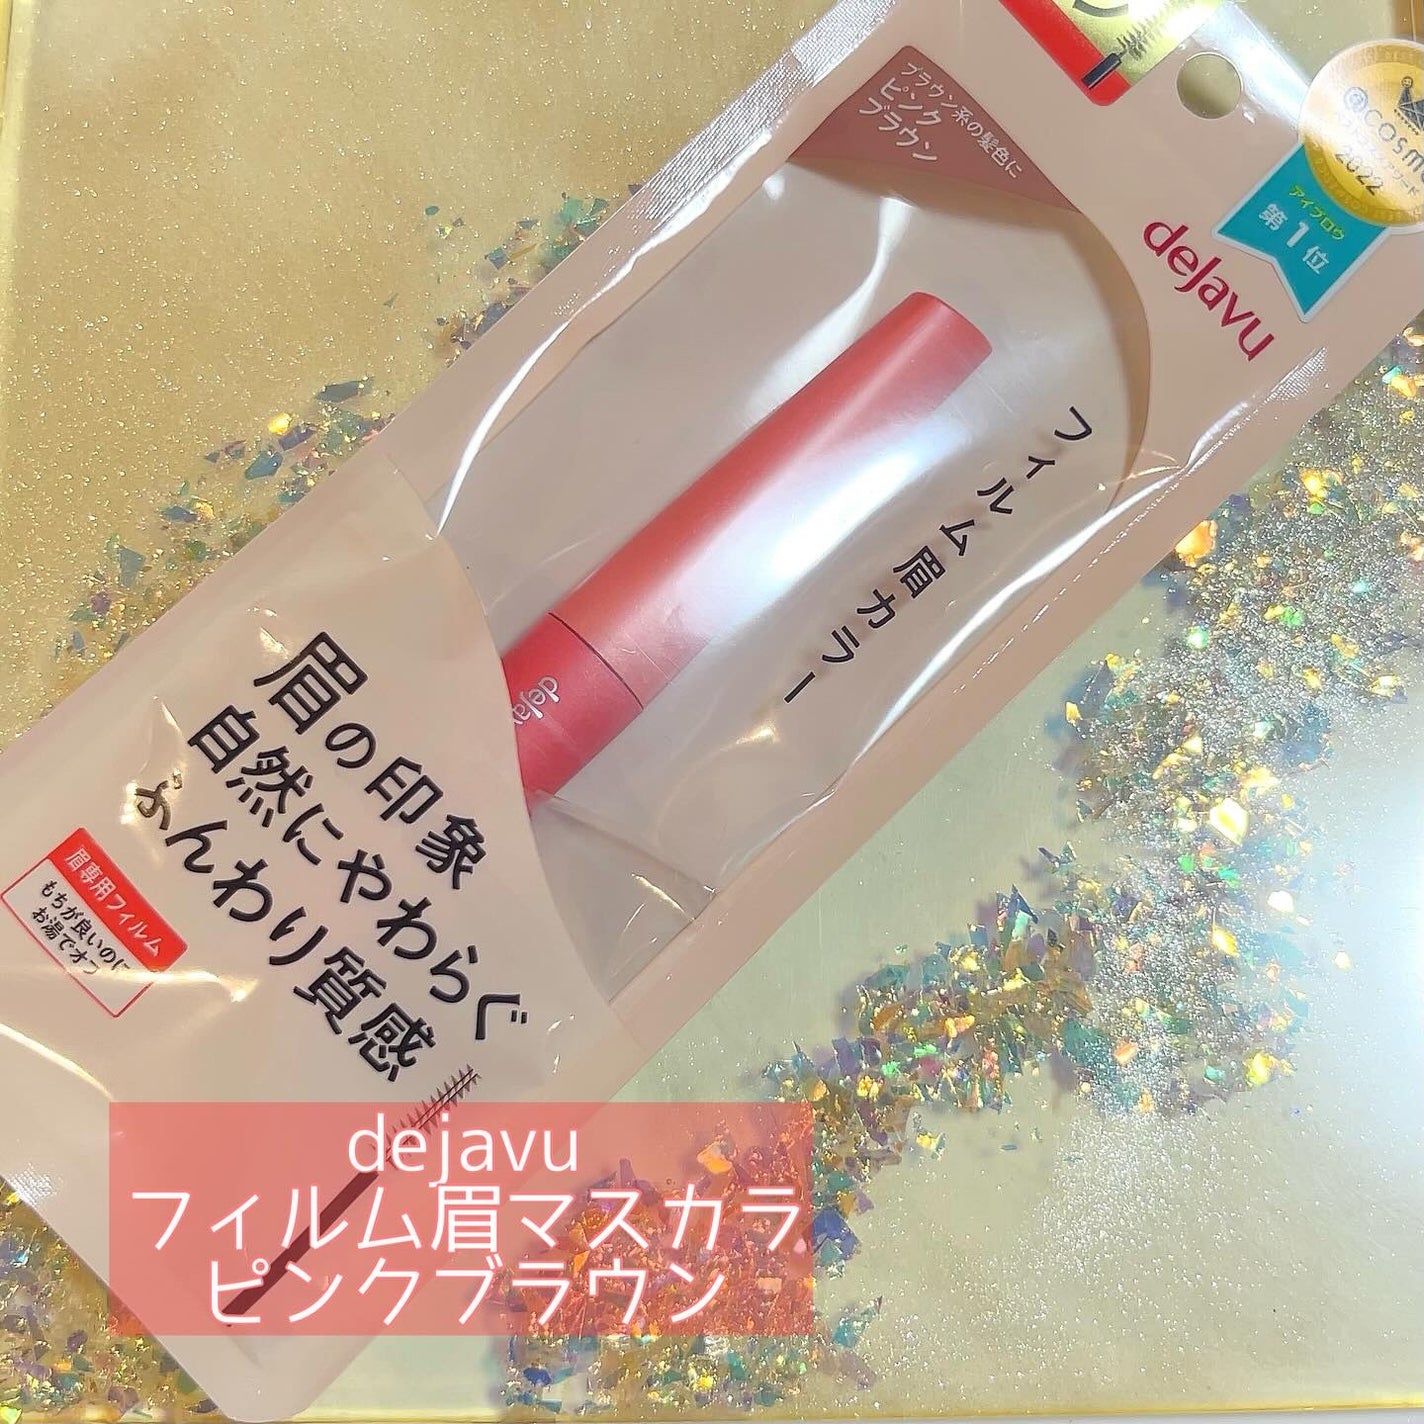 ブラウン系の髪色に
ピンク
ブラウン
@cosme
2022
アイブロウ
第1位
dejavu
フィルム眉カラー
眉の印象
自然にやわらぐ
ふんわり質感
眉専用フィルム
もちが良いのに
お湯でオフ
dejavu
フィルム眉マスカラ
ピンクブラウン